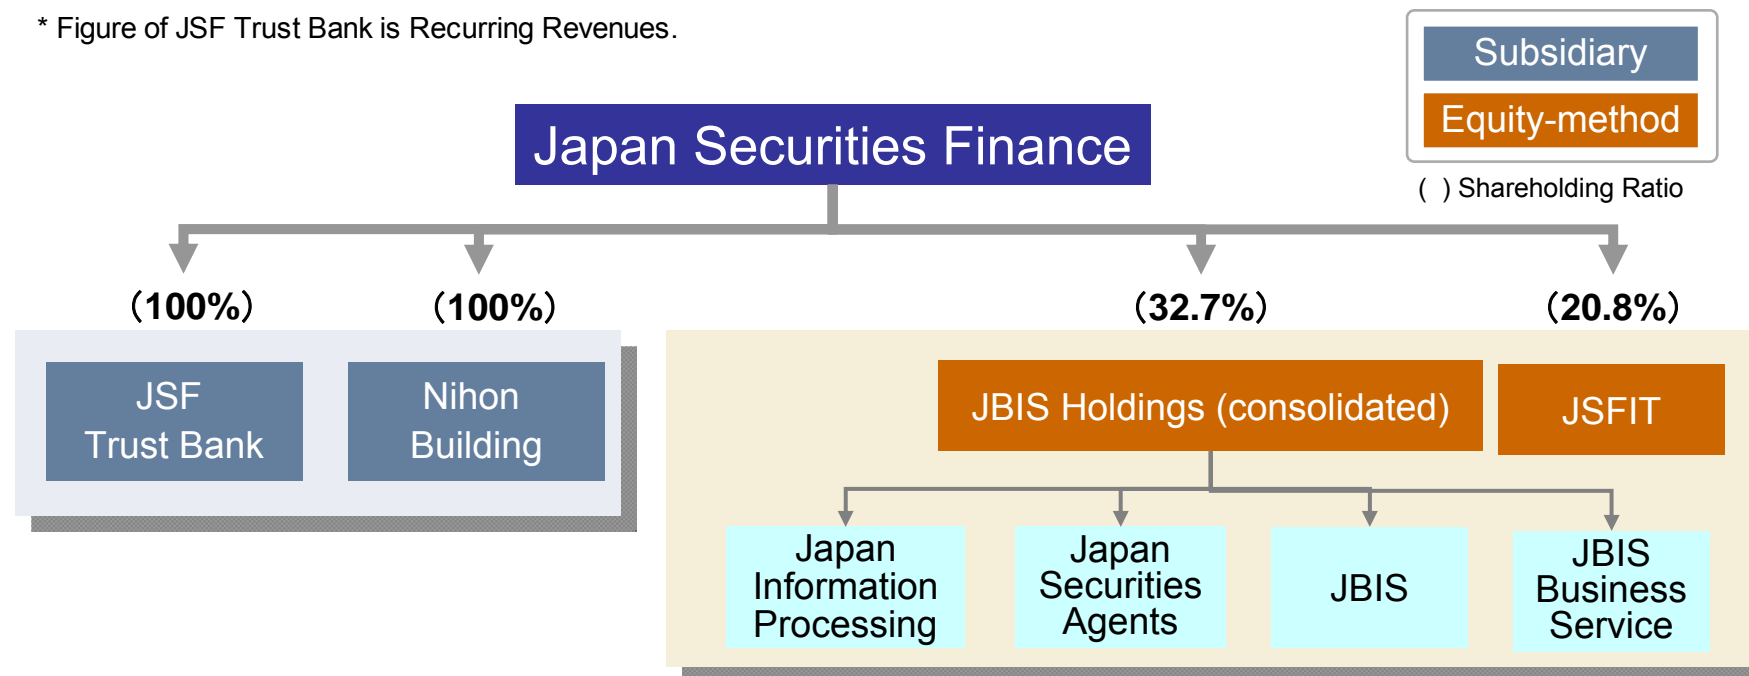 * Figure of JSF Trust Bank is Recurring Revenues.
Subsidiary
Equity-method
( ) Shareholding Ratio
Japan Securities Finance
(100%)
(100%)
(32.7%)
(20.8%)
JSF
Trust Bank
Nihon
Building
JBIS Holdings (consolidated)
JSFIT
Japan
Information
Processing
Japan
Securities
Agents
JBIS
JBIS
Business
Service